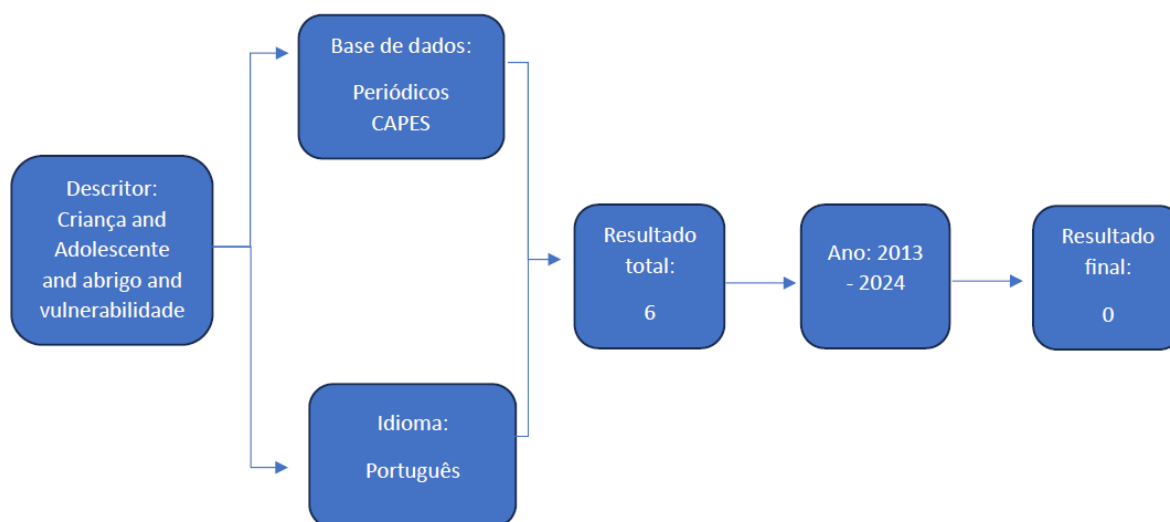 Descritor:
Criança and
Adolescente
and abrigo and
vulnerabilidade
Base de dados:
Periódicos
CAPES
Idioma:
Português
Resultado
total:
6
Ano: 2013
- 2024
Resultado
final:
0